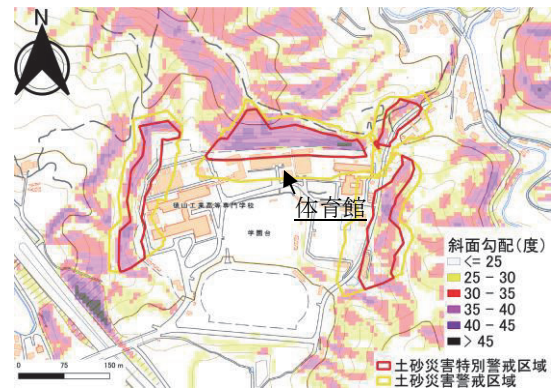 N
体育館
徳山工業高等専門学校
学園台
斜面勾配(度)
<= 25
25 - 30
30 - 35
35 - 40
40 - 45
> 45
土砂災害特別警戒区域
土砂災害警戒区域
0 75 150 m